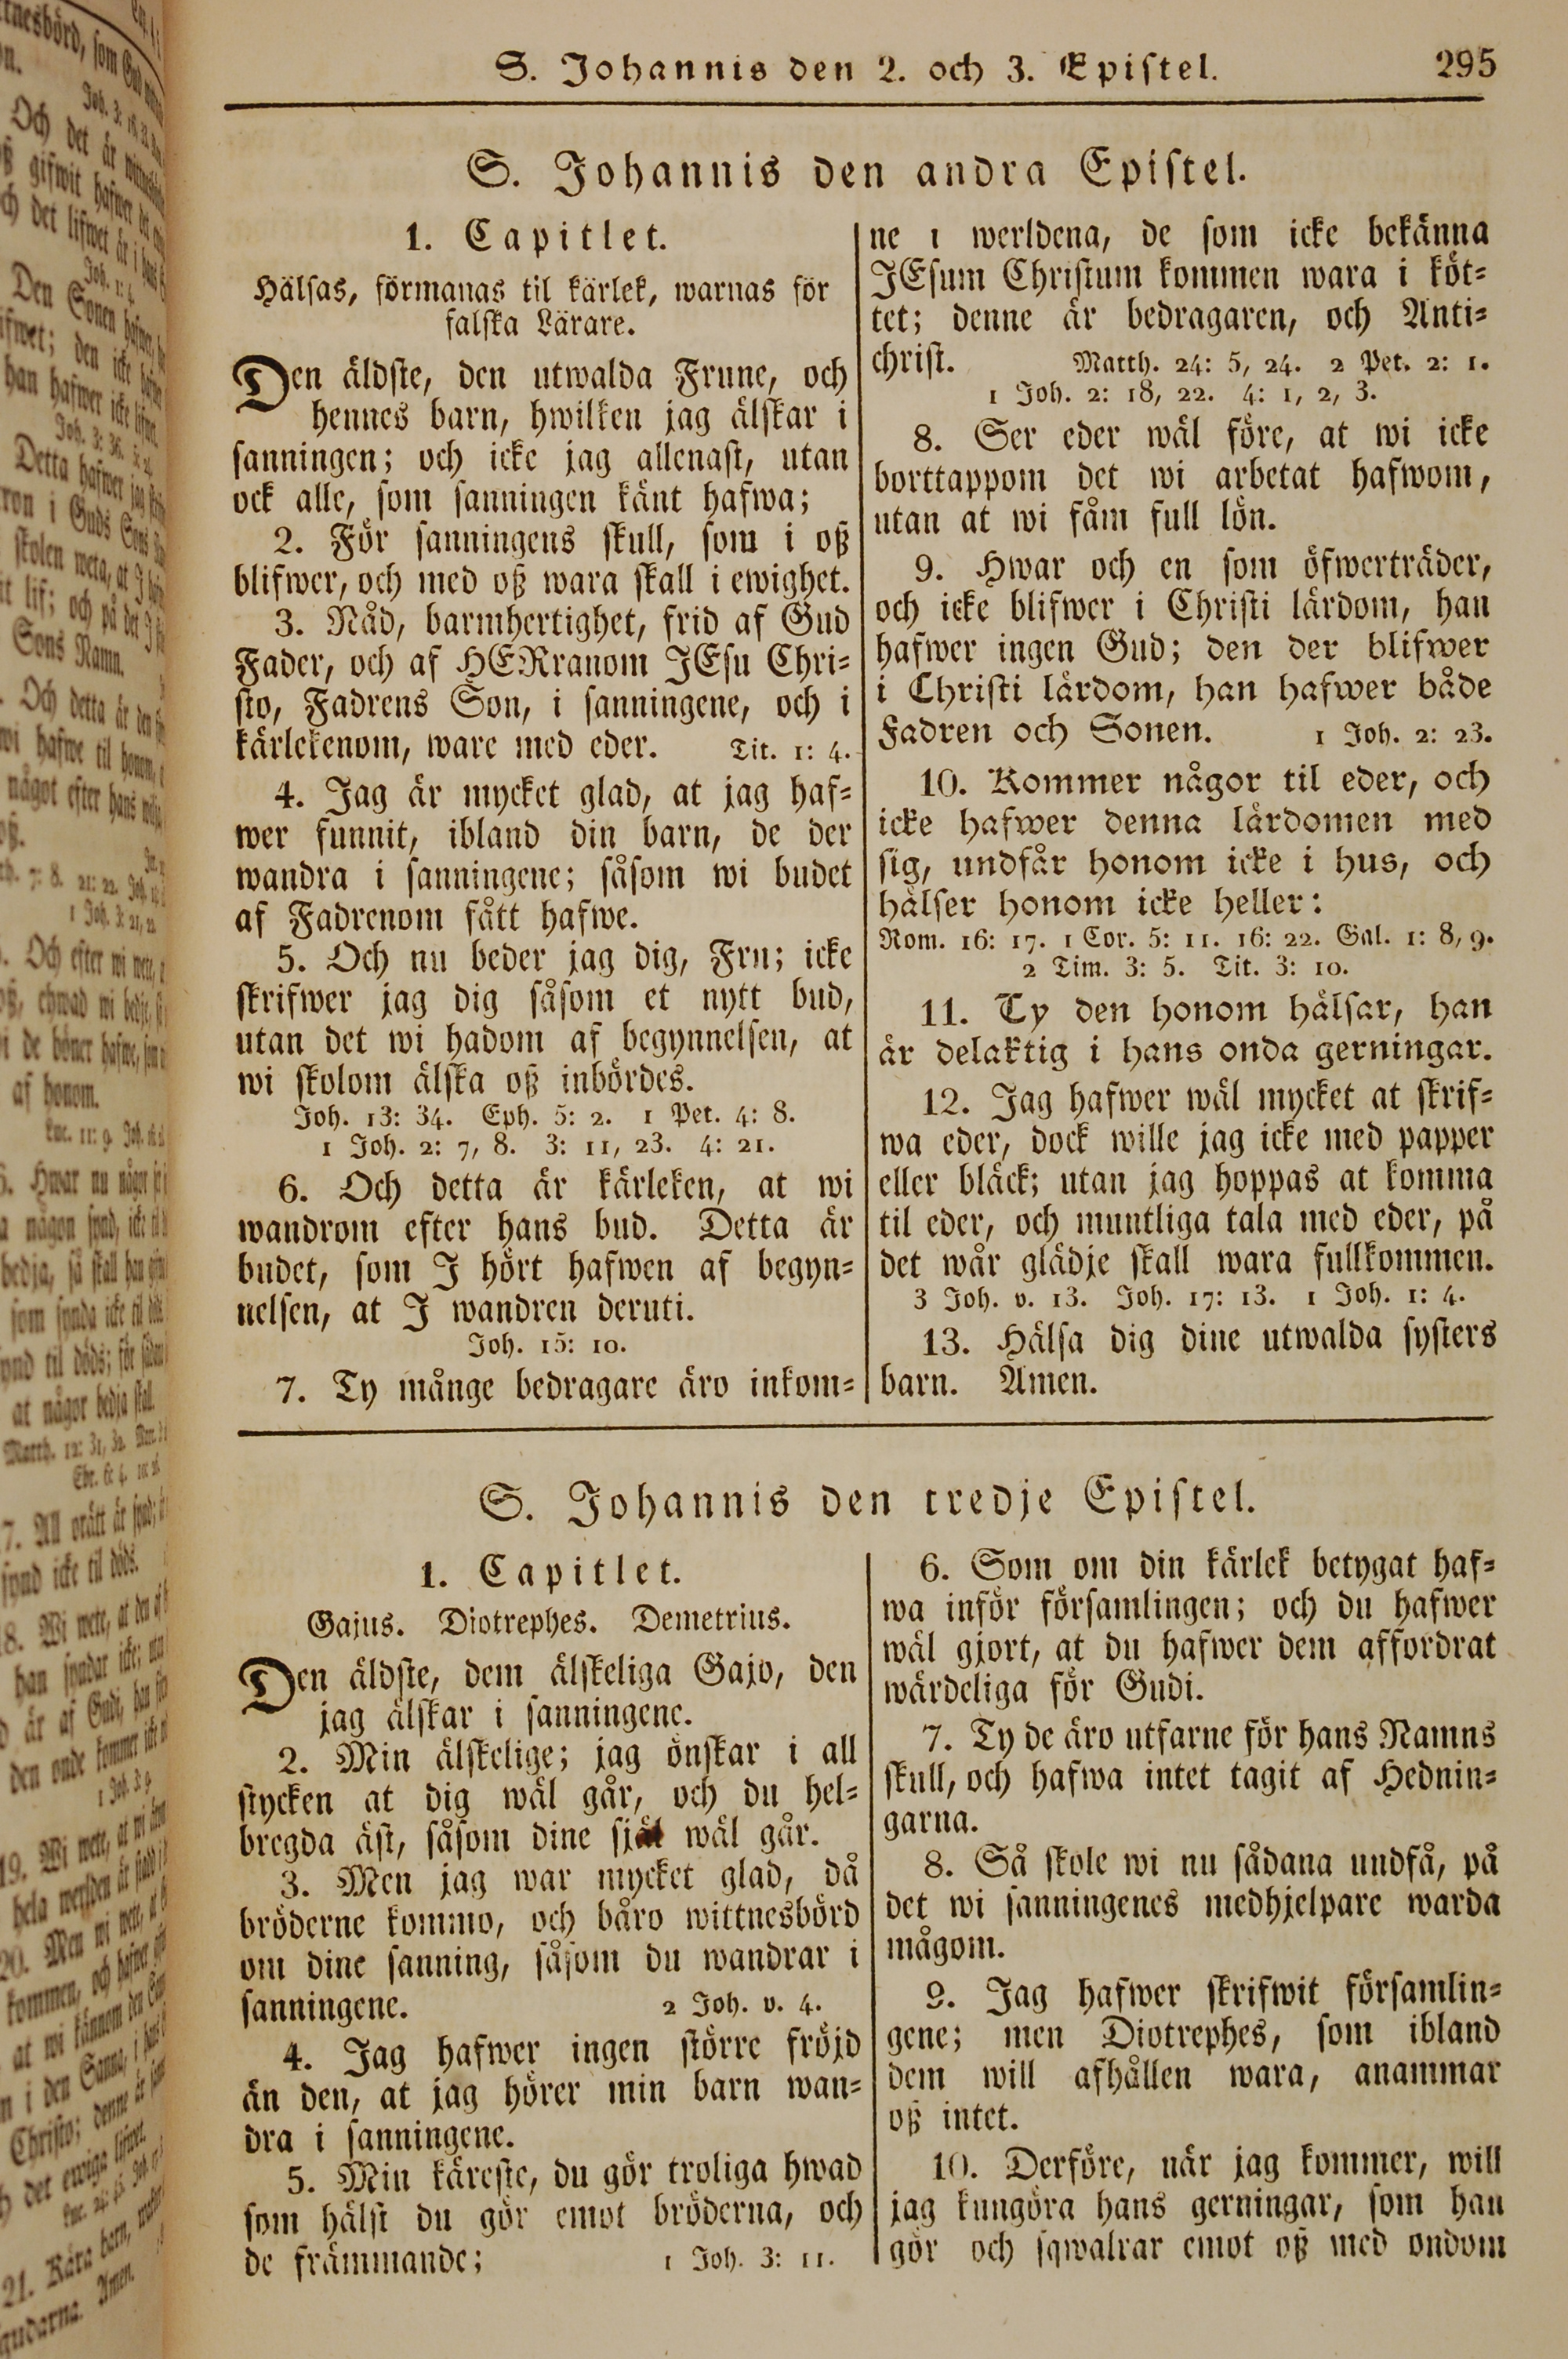 S. Johannis den 2. och 3. Epistel. 295
S. Johannis den andra Epistel.
1. Capitlet.
Hälsas, förmanas til kärlek, warnas för
falska Lärare.
Den äldste, den utwalda Frune, och
hennes barn, hwilken jag älskar i
sanningen; och icke jag allenast, utan
ock alle, som sanningen känt hafwa;
2. För sanningens skull, som i oß
blifwer, och med oß wara skall i ewighet.
3. Nåd, barmhertighet, frid af Gud
Fader, och af HERranom JEsu Chri-
sto, Fadrens Son, i sanningene, och i
kärlekenom, ware med eder. Tit. 1: 4.
4. Jag är mycket glad, at jag haf-
wer funnit, ibland din barn, de der
wandra i sanningene; såsom wi budet
af Fadrenom fått hafwe.
5. Och nu beder jag dig, Fru; icke
skrifwer jag dig såsom et nytt bud,
utan det wi hadom af begynnelsen, at
wi skolom älska oß inbördes.
Joh. 13: 34. Eph. 5: 2. 1 Pet. 4: 8.
1 Joh. 2: 7, 8. 3: 11, 23. 4: 21.
6. Och detta är kärleken, at wi
wandrom efter hans bud. Detta är
budet, som J hört hafwen af begyn-
nelsen, at J wandren deruti.
Joh. 15: 10.
7. Ty månge bedragare äro inkom-
ne i werldena, de som icke bekänna
JEsum Christum kommen wara i köt-
tet; denne är bedragaren, och Anti-
christ. Matth. 24: 5, 24. 2 Pet. 2: 1.
1 Joh. 2: 18, 22. 4: 1, 2, 3.
8. Ser eder wäl före, at wi icke
borttappom det wi arbetat hafwom,
utan at wi fåm full lön.
9. Hwar och en som öfwerträder,
och icke blifwer i Christi lärdom, han
hafwer ingen Gud; den der blifwer
i Christi lärdom, han hafwer både
Fadren och Sonen. 1 Joh. 2: 23.
10. Kommer någor til eder, och
icke hafwer denna lärdomen med
sig, undfår honom icke i hus, och
hälser honom icke heller:
Rom. 16: 17. 1 Cor. 5: 11. 16: 22. Gal. 1: 8, 9.
2 Tim. 3: 5. Tit. 3: 10.
11. Ty den honom hälsar, han
är delaktig i hans onda gerningar.
12. Jag hafwer wäl mycket at skrif-
wa eder, dock wille jag icke med papper
eller bläck; utan jag hoppas at komma
til eder, och muntliga tala med eder, på
det wår glädje skall wara fullkommen.
3 Joh. v. 13. Joh. 17: 13. 1 Joh. 1: 4.
13. Hälsa dig dine utwalda systers
barn. Amen.
S. Johannis den tredje Epistel.
1. Capitlet.
Gajus. Diotrephes. Demetrius.
Den äldste, dem älskeliga Gajo, den
jag älskar i sanningene.
2. Min älskelige; jag önskar i all
stycken at dig wäl går, och du hel-
bregda äst, såsom dine själ wäl går.
3. Men jag war mycket glad, då
bröderne kommo, och båro wittnesbörd
om dine sanning, såsom du wandrar i
sanningene. 2 Joh. v. 4.
4. Jag hafwer ingen större fröjd
än den, at jag hörer min barn wan-
dra i sanningene.
5. Min käreste, du gör troliga hwad
som hälst du gör emot bröderna, och
de främmande; 1 Joh. 3: 11.
6. Som om din kärlek betygat haf-
wa inför församlingen; och du hafwer
wäl gjort, at du hafwer dem affordrat
wärdeliga för Gudi.
7. Ty de äro utfarne för hans Namns
skull, och hafwa intet tagit af Hednin-
garna.
8. Så skole wi nu sådana undfå, på
det wi sanningenes medhjelpare warda
mågom.
9. Jag hafwer skrifwit församlin-
gene; men Diotrephes, som ibland
dem will afhållen wara, anammar
oß intet.
10. Derföre, när jag kommer, will
jag kungöra hans gerningar, som han
gör och sqwalrar emot oß med ondom